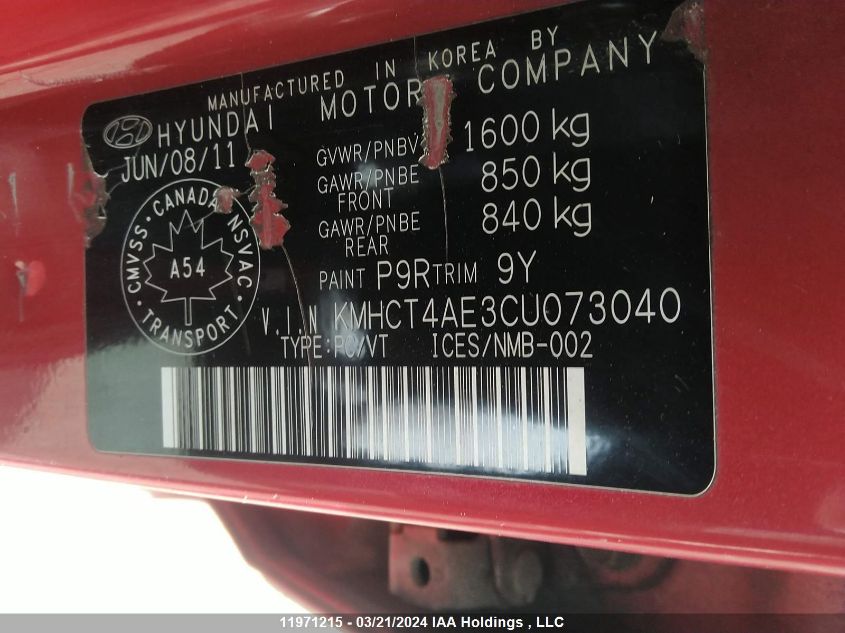 MANUFACTURED IN KOREA BY
HYUNDAI MOTOR COMPANY
JUN/08/11
GVWR/PNBV 1600 kg
GAWR/PNBE FRONT 850 kg
GAWR/PNBE REAR 840 kg
CMVSS · CANADA NSVAC · TRANSPORT ·
A54
PAINT P9R TRIM 9Y
V.I.N KMHCT4AE3CU073040
TYPE:PC/VT ICES/NMB-002
11971215 - 03/21/2024 IAA Holdings , LLC